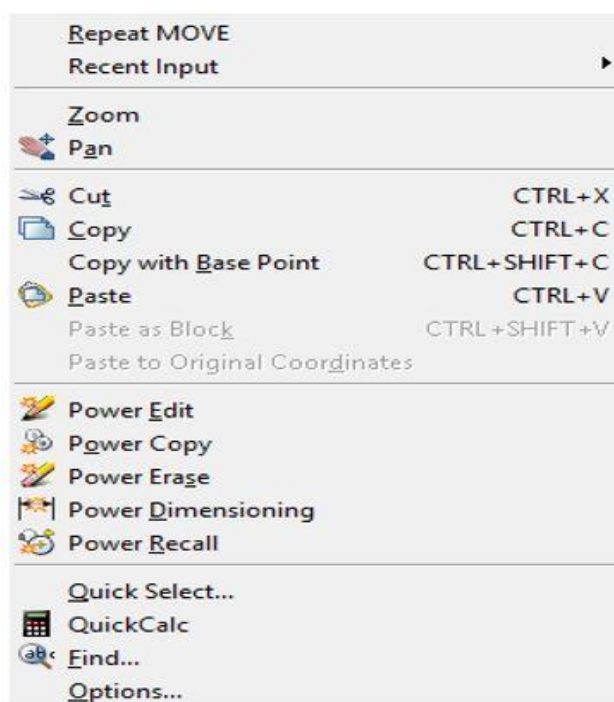 Repeat MOVE
Recent Input
Zoom
Pan
Cut CTRL+X
Copy CTRL+C
Copy with Base Point CTRL+SHIFT+C
Paste CTRL+V
Paste as Block CTRL+SHIFT+V
Paste to Original Coordinates
Power Edit
Power Copy
Power Erase
Power Dimensioning
Power Recall
Quick Select...
QuickCalc
Find...
Options...